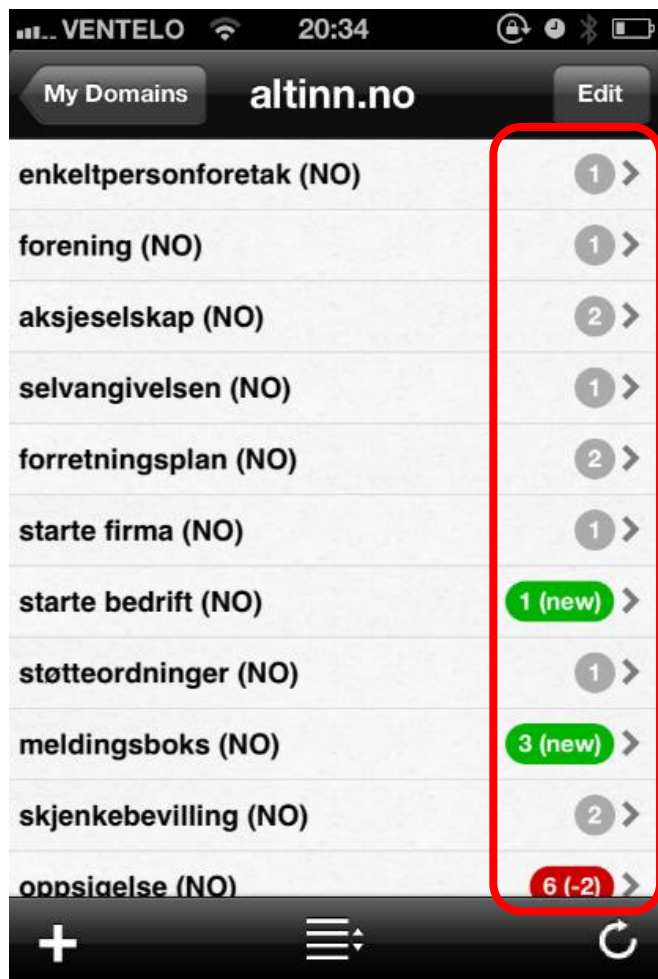 VENTELO 20:34
My Domains altinn.no Edit
enkeltpersonforetak (NO) 1
forening (NO) 1
aksjeselskap (NO) 2
selvangivelsen (NO) 1
forretningsplan (NO) 2
starte firma (NO) 1
starte bedrift (NO) 1 (new)
støtteordninger (NO) 1
meldingsboks (NO) 3 (new)
skjenkebevilling (NO) 2
oppsigelse (NO) 6 (-2)